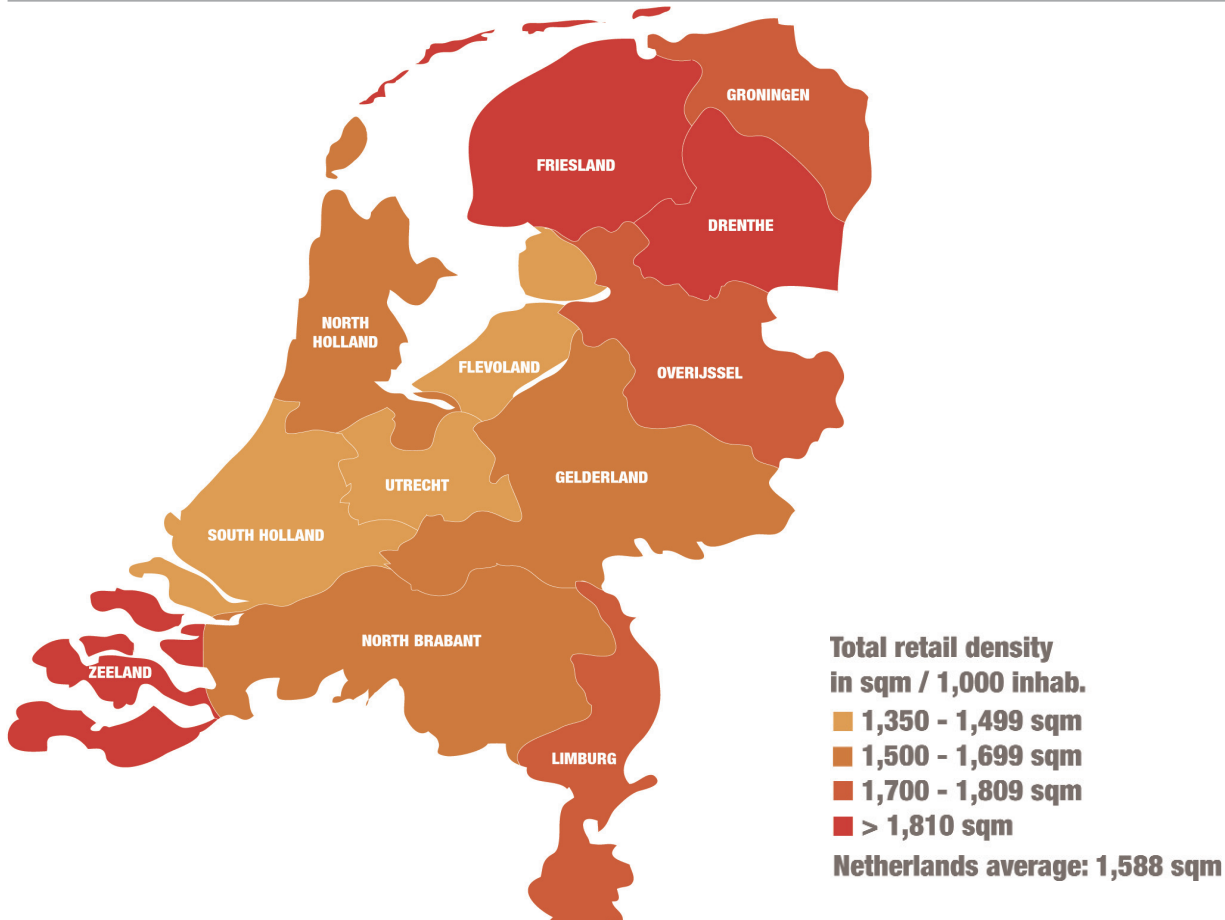 GRONINGEN
FRIESLAND
DRENTHE
NORTH
HOLLAND
FLEVOLAND
OVERIJSSEL
GELDERLAND
UTRECHT
SOUTH HOLLAND
NORTH BRABANT
ZEELAND
LIMBURG
Total retail density
in sqm / 1,000 inhab.
1,350 - 1,499 sqm
1,500 - 1,699 sqm
1,700 - 1,809 sqm
> 1,810 sqm
Netherlands average: 1,588 sqm